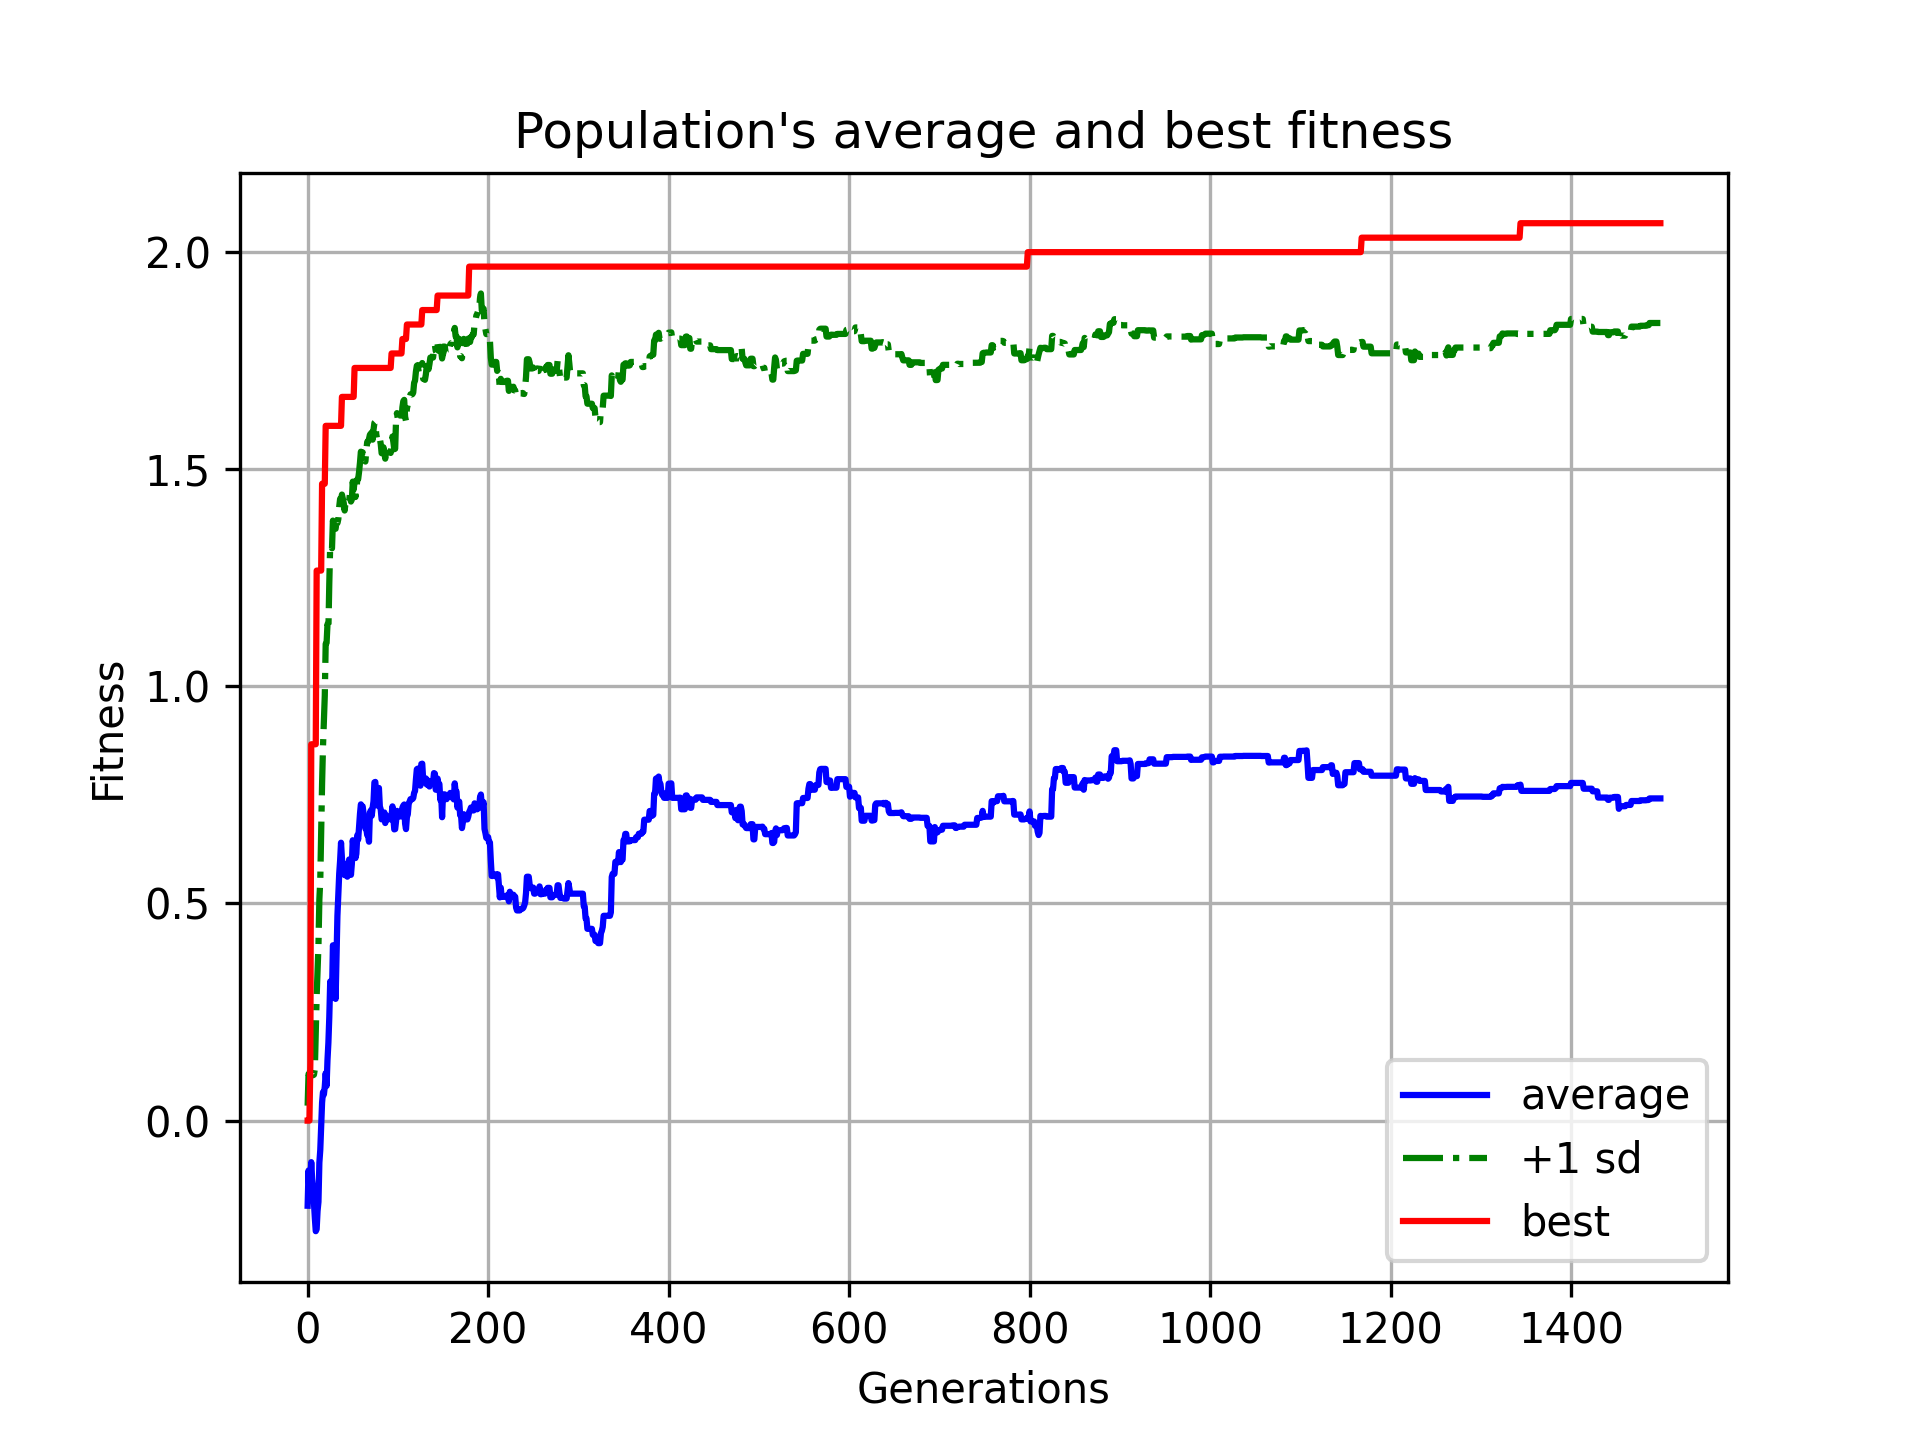 Population's average and best fitness
Fitness
2.0
1.5
1.0
0.5
0.0
0 200 400 600 800 1000 1200 1400
Generations
average
+1 sd
best